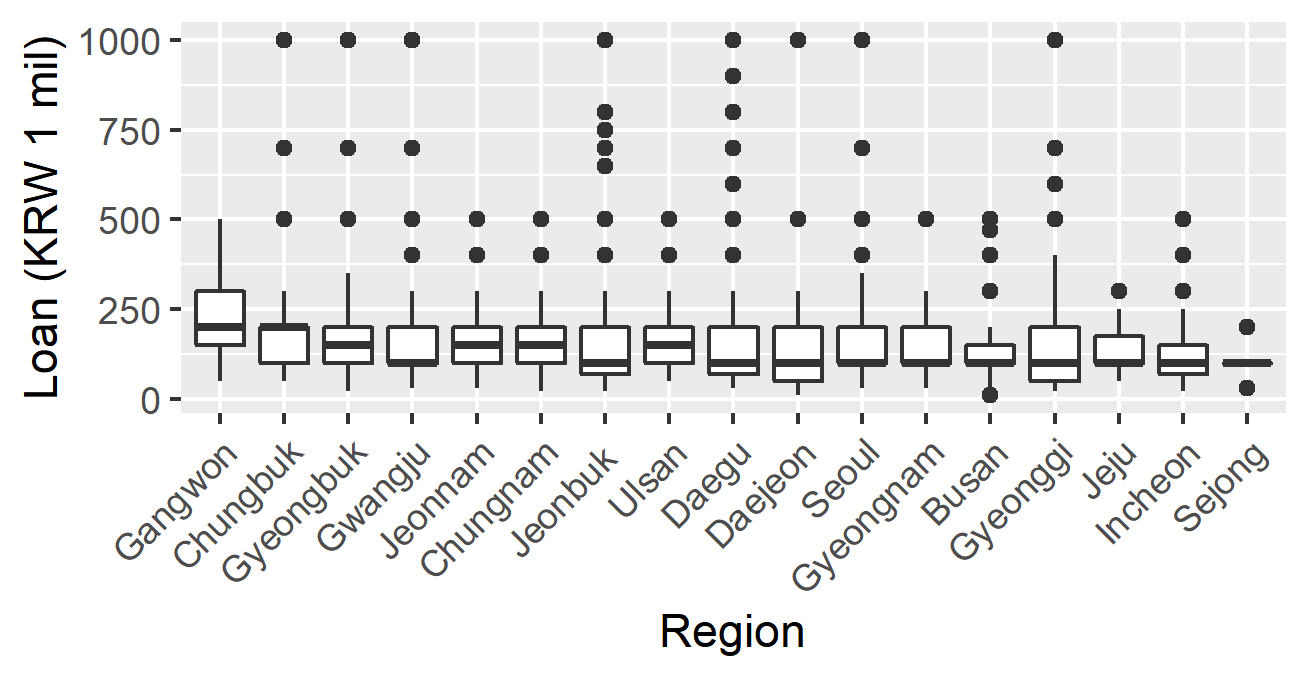 Loan (KRW 1 mil)
1000
750
500
250
0
Gangwon
Chungbuk
Gyeongbuk
Gwangju
Jeonnam
Chungnam
Jeonbuk
Ulsan
Daegu
Daejeon
Seoul
Gyeongnam
Busan
Gyeonggi
Jeju
Incheon
Sejong
Region